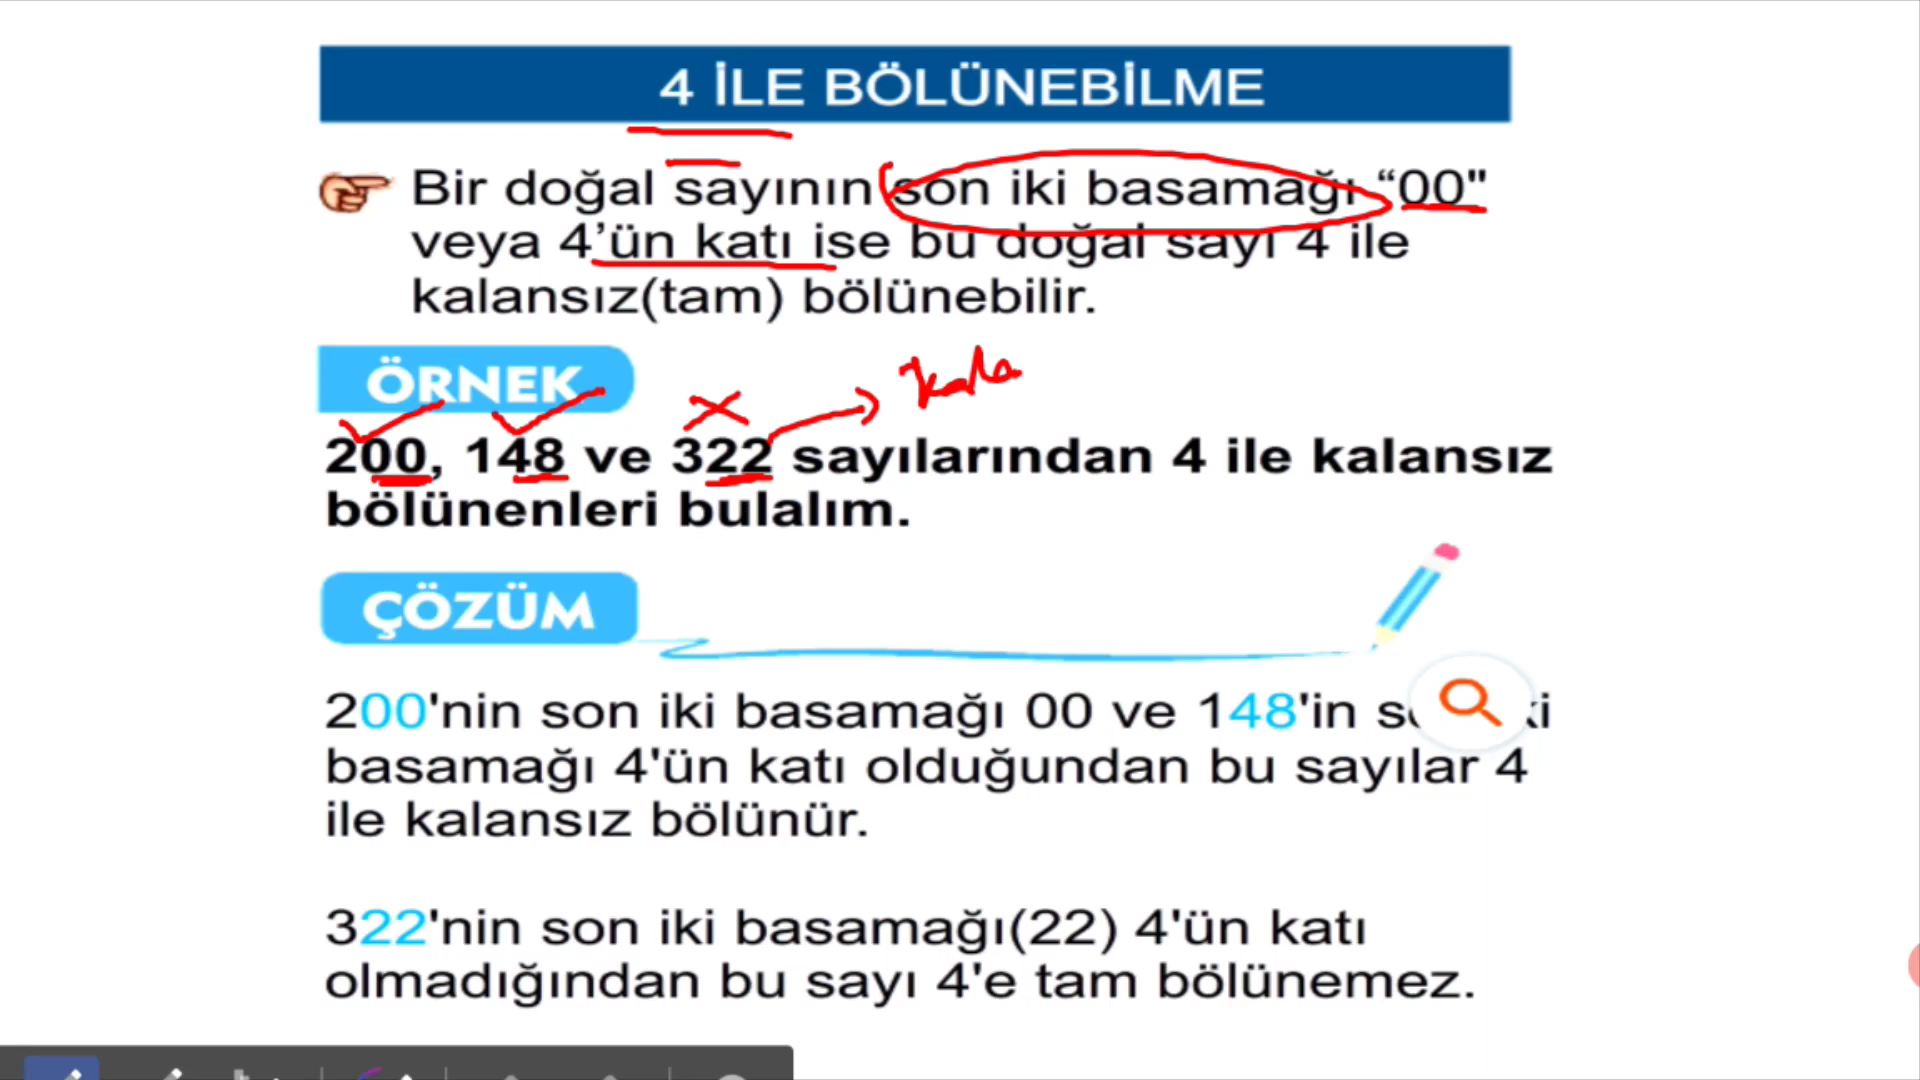 4 İLE BÖLÜNEBİLME
Bir doğal sayının son iki basamağı “00"
veya 4’ün katı ise bu doğal sayı 4 ile
kalansız(tam) bölünebilir.
ÖRNEK
kala
200, 148 ve 322 sayılarından 4 ile kalansız
bölünenleri bulalım.
ÇÖZÜM
200'nin son iki basamağı 00 ve 148'in
basamağı 4'ün katı olduğundan bu sayılar 4
ile kalansız bölünür.
322'nin son iki basamağı(22) 4'ün katı
olmadığından bu sayı 4'e tam bölünemez.